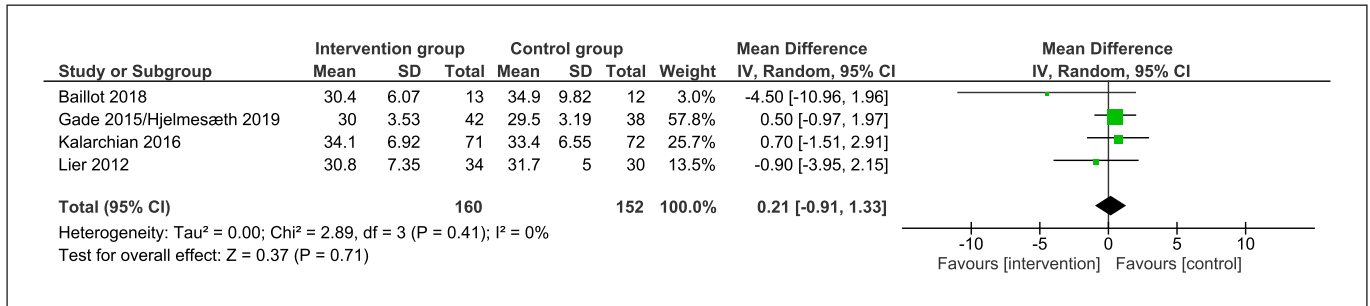 Intervention group Control group Mean Difference Mean Difference
Study or Subgroup Mean SD Total Mean SD Total Weight IV, Random, 95% CI IV, Random, 95% CI
Baillot 2018 30.4 6.07 13 34.9 9.82 12 3.0% -4.50 [-10.96, 1.96]
Gade 2015/Hjelmesæth 2019 30 3.53 42 29.5 3.19 38 57.8% 0.50 [-0.97, 1.97]
Kalarchian 2016 34.1 6.92 71 33.4 6.55 72 25.7% 0.70 [-1.51, 2.91]
Lier 2012 30.8 7.35 34 31.7 5 30 13.5% -0.90 [-3.95, 2.15]
Total (95% CI) 160 152 100.0% 0.21 [-0.91, 1.33]
Heterogeneity: Tau² = 0.00; Chi² = 2.89, df = 3 (P = 0.41); I² = 0%
Test for overall effect: Z = 0.37 (P = 0.71)
-10 -5 0 5 10
Favours [intervention] Favours [control]